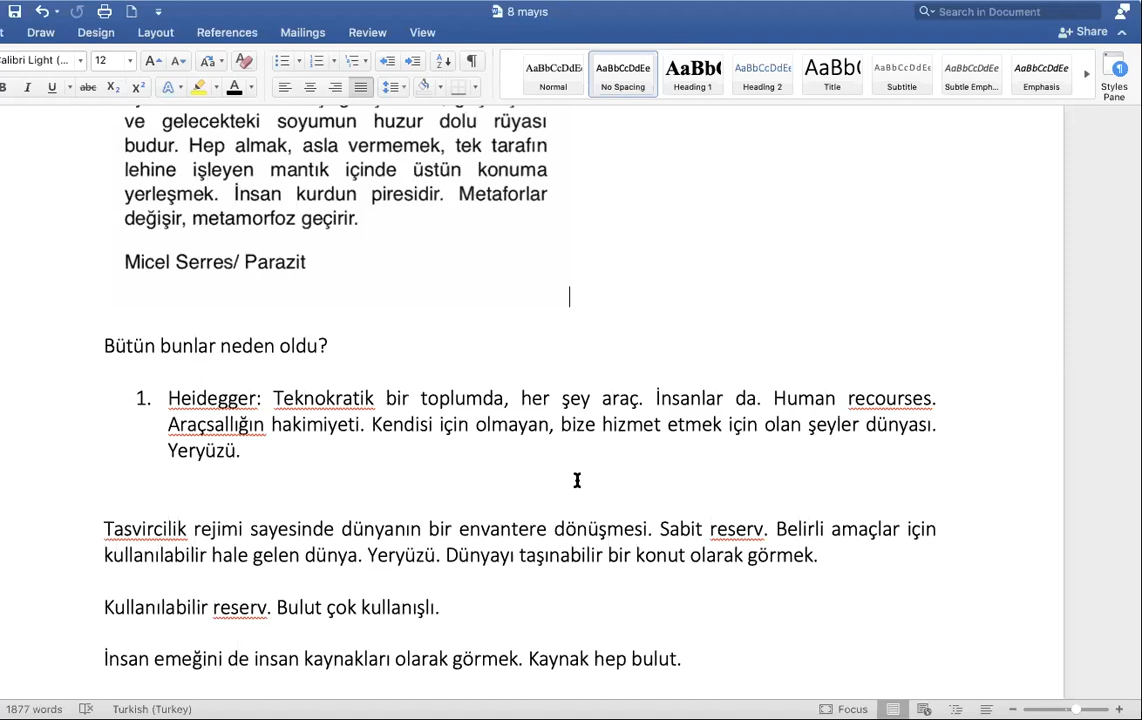 8 mayıs
Search in Document
Draw Design Layout References Mailings Review View
Share
Calibri Light (... 12
AaBbCcDdEe AaBbCcDdEe AaBbC AaBbCcDdEe AaBbC AaBbCcDdEe AaBbCcDdEe AaBbCcDdEe
Normal No Spacing Heading 1 Heading 2 Title Subtitle Subtle Emph... Emphasis
Styles
Pane
ve gelecekteki soyumun huzur dolu rüyası
budur. Hep almak, asla vermemek, tek tarafın
lehine işleyen mantık içinde üstün konuma
yerleşmek. İnsan kurdun piresidir. Metaforlar
değişir, metamorfoz geçirir.
Micel Serres/ Parazit
Bütün bunlar neden oldu?
1. Heidegger: Teknokratik bir toplumda, her şey araç. İnsanlar da. Human recourses.
Araçsallığın hakimiyeti. Kendisi için olmayan, bize hizmet etmek için olan şeyler dünyası.
Yeryüzü.
Tasvircilik rejimi sayesinde dünyanın bir envantere dönüşmesi. Sabit reserv. Belirli amaçlar için
kullanılabilir hale gelen dünya. Yeryüzü. Dünyayı taşınabilir bir konut olarak görmek.
Kullanılabilir reserv. Bulut çok kullanışlı.
İnsan emeğini de insan kaynakları olarak görmek. Kaynak hep bulut.
1877 words Turkish (Turkey) Focus